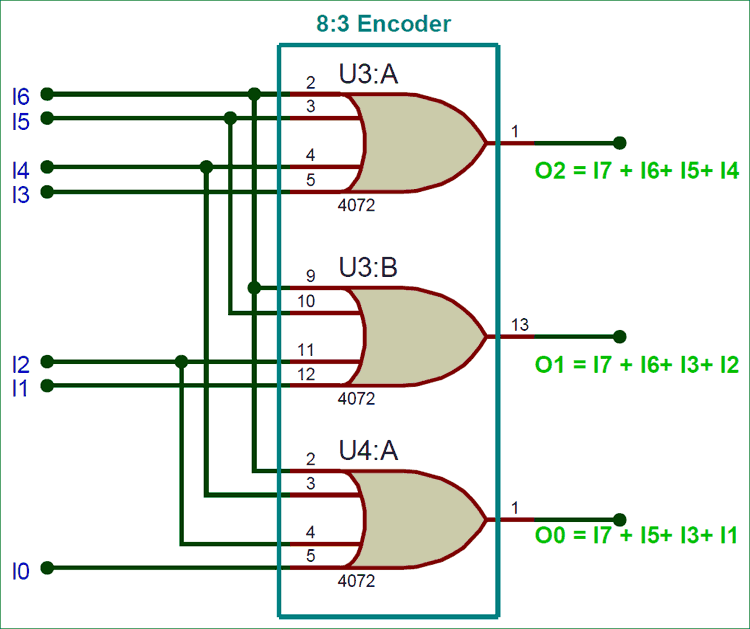 8:3 Encoder
U3:A
I6
2
I5
3
1
I4
4
O2 = I7 + I6+ I5+ I4
I3
5
4072
U3:B
9
10
13
I2
11
O1 = I7 + I6+ I3+ I2
I1
12
4072
U4:A
2
3
1
4
O0 = I7 + I5+ I3+ I1
I0
5
4072